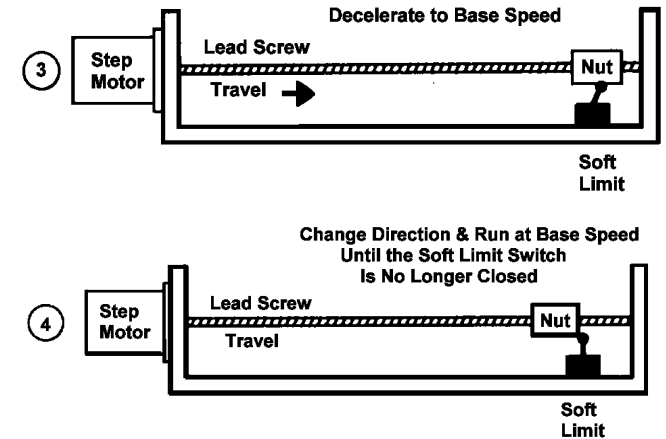 Decelerate to Base Speed
3
Step
Motor
Lead Screw
Travel
Nut
Soft
Limit
Change Direction & Run at Base Speed
Until the Soft Limit Switch
Is No Longer Closed
4
Step
Motor
Lead Screw
Travel
Nut
Soft
Limit